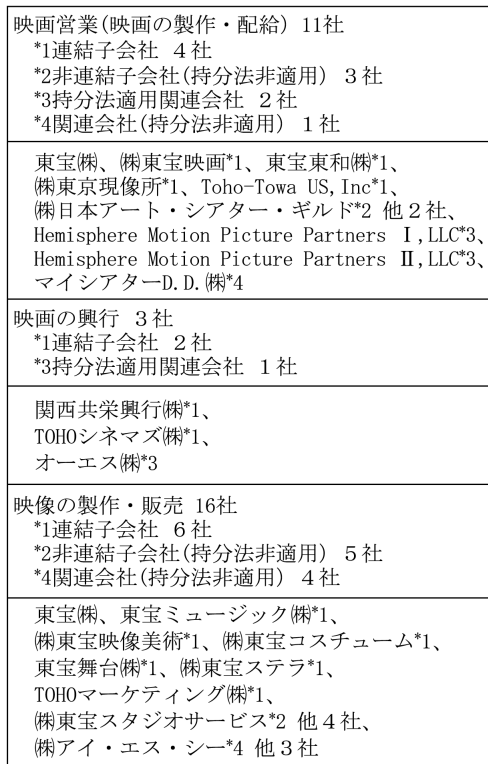 映画営業(映画の製作・配給) 11社
*1連結子会社 ４社
*2非連結子会社(持分法非適用) ３社
*3持分法適用関連会社 ２社
*4関連会社(持分法非適用) １社
東宝㈱、㈱東宝映画*1、東宝東和㈱*1、
㈱東京現像所*1、Toho-Towa US,Inc*1、
㈱日本アート・シアター・ギルド*2 他２社、
Hemisphere Motion Picture Partners Ⅰ,LLC*3、
Hemisphere Motion Picture Partners Ⅱ,LLC*3、
マイシアターD.D.㈱*4
映画の興行 ３社
*1連結子会社 ２社
*3持分法適用関連会社 １社
関西共栄興行㈱*1、
TOHOシネマズ㈱*1、
オーエス㈱*3
映像の製作・販売 16社
*1連結子会社 ６社
*2非連結子会社(持分法非適用) ５社
*4関連会社(持分法非適用) ４社
東宝㈱、東宝ミュージック㈱*1、
㈱東宝映像美術*1、㈱東宝コスチューム*1、
東宝舞台㈱*1、㈱東宝ステラ*1、
TOHOマーケティング㈱*1、
㈱東宝スタジオサービス*2 他４社、
㈱アイ・エス・シー*4 他３社